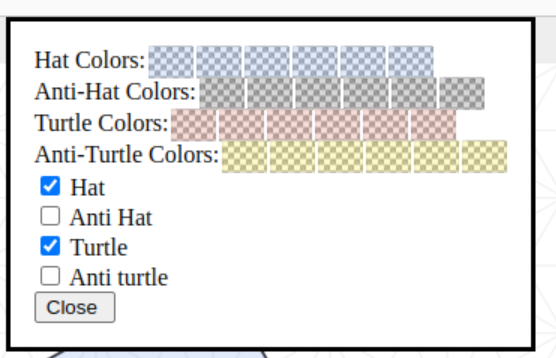 Hat Colors:
Anti-Hat Colors:
Turtle Colors:
Anti-Turtle Colors:
Hat
Anti Hat
Turtle
Anti turtle
Close